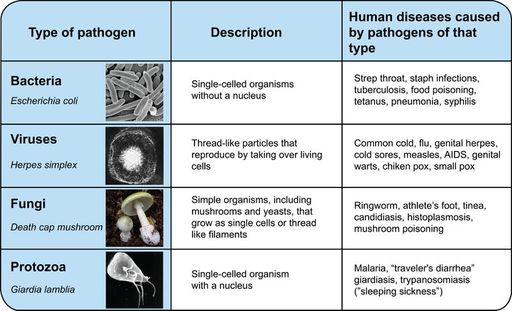 Type of pathogen
Description
Human diseases caused
by pathogens of that
type
Bacteria
Escherichia coli
Single-celled organisms
without a nucleus
Strep throat, staph infections,
tuberculosis, food poisoning,
tetanus, pneumonia, syphilis
Viruses
Herpes simplex
Thread-like particles that
reproduce by taking over living
cells
Common cold, flu, genital herpes,
cold sores, measles, AIDS, genital
warts, chiken pox, small pox
Fungi
Death cap mushroom
Simple organisms, including
mushrooms and yeasts, that
grow as single cells or thread
like filaments
Ringworm, athlete's foot, tinea,
candidiasis, histoplasmosis,
mushroom poisoning
Protozoa
Giardia lamblia
Single-celled organism
with a nucleus
Malaria, “traveler's diarrhea”
giardiasis, trypanosomiasis
(”sleeping sickness”)